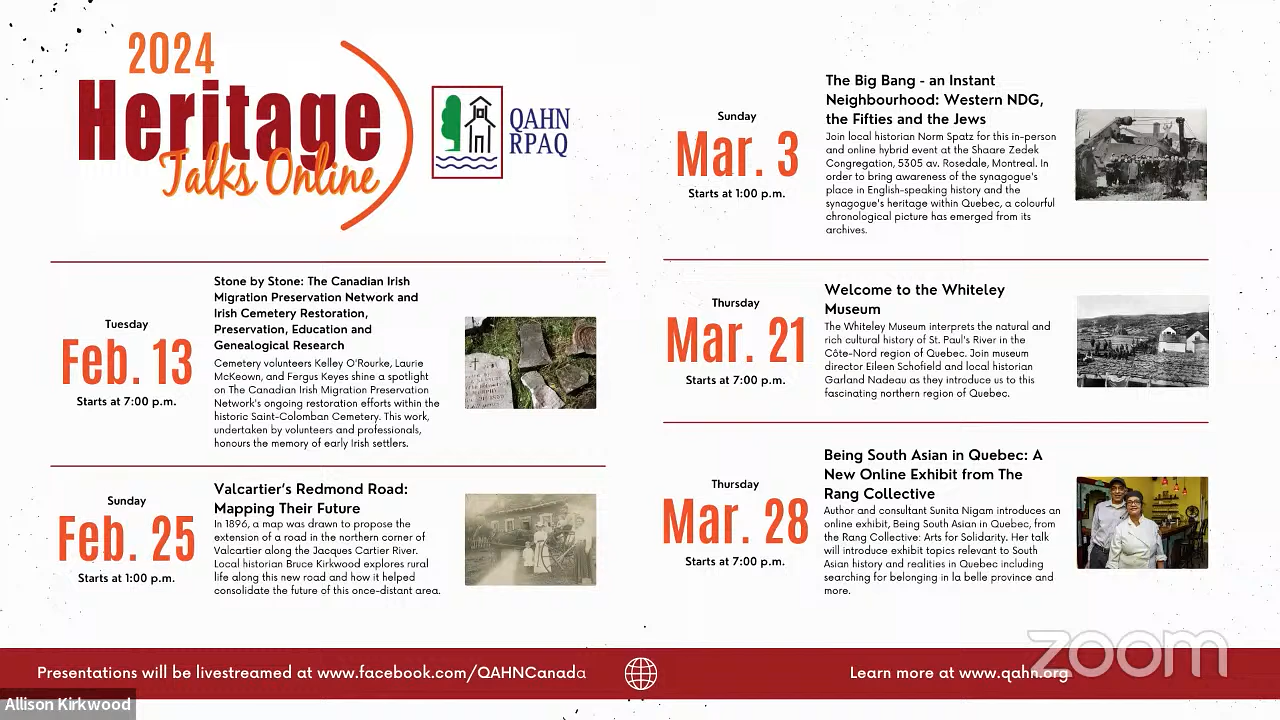 2024
Heritage
Talks Online
QAHN
RPAQ
Tuesday
Feb. 13
Starts at 7:00 p.m.
Stone by Stone: The Canadian Irish
Migration Preservation Network and
Irish Cemetery Restoration,
Preservation, Education and
Genealogical Research
Cemetery volunteers Kelley O'Rourke, Laurie
McKeown, and Fergus Keyes shine a spotlight
on The Canadian Irish Migration Preservation
Network's ongoing restoration efforts within the
historic Saint-Colomban Cemetery. This work,
undertaken by volunteers and professionals,
honours the memory of early Irish settlers.
Sunday
Feb. 25
Starts at 1:00 p.m.
Valcartier's Redmond Road:
Mapping Their Future
In 1896, a map was drawn to propose the
extension of a road in the northern corner of
Valcartier along the Jacques Cartier River.
Local historian Bruce Kirkwood explores rural
life along this new road and how it helped
consolidate the future of this once-distant area.
Sunday
Mar. 3
Starts at 1:00 p.m.
The Big Bang - an Instant
Neighbourhood: Western NDG,
the Fifties and the Jews
Join local historian Norm Spatz for this in-person
and online hybrid event at the Shaare Zedek
Congregation, 5305 av. Rosedale, Montreal. In
order to bring awareness of the synagogue's
place in English-speaking history and the
synagogue's heritage within Quebec, a colourful
chronological picture has emerged from its
archives.
Thursday
Mar. 21
Starts at 7:00 p.m.
Welcome to the Whiteley
Museum
The Whiteley Museum interprets the natural and
rich cultural history of St. Paul's River in the
Côte-Nord region of Quebec. Join museum
director Eileen Schofield and local historian
Garland Nadeau as they introduce us to this
fascinating northern region of Quebec.
Thursday
Mar. 28
Starts at 7:00 p.m.
Being South Asian in Quebec: A
New Online Exhibit from The
Rang Collective
Author and consultant Sunita Nigam introduces an
online exhibit, Being South Asian in Quebec, from
the Rang Collective: Arts for Solidarity. Her talk
will introduce exhibit topics relevant to South
Asian history and realities in Quebec including
searching for belonging in la belle province and
more.
Presentations will be livestreamed at www.facebook.com/QAHNCanada
Learn more at www.qahn.org
zoom
Allison Kirkwood